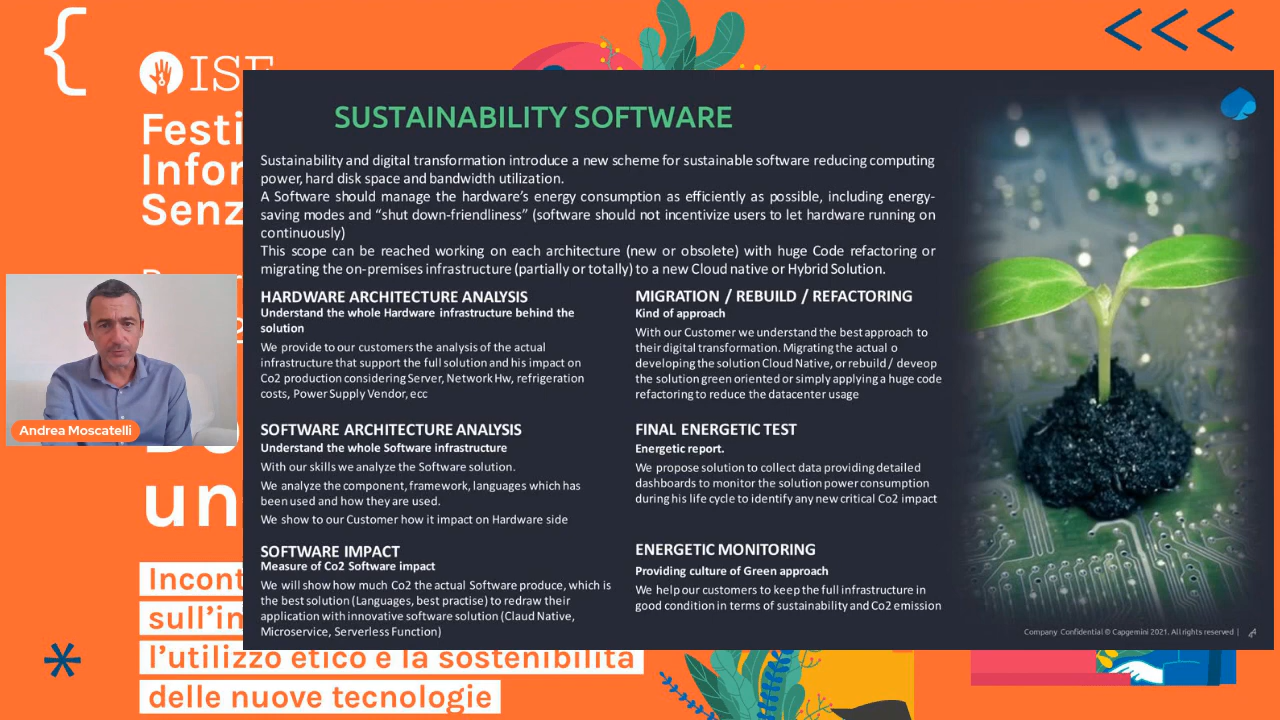 ISF
Festi
Infor
Senz
SUSTAINABILITY SOFTWARE
Sustainability and digital transformation introduce a new scheme for sustainable software reducing computing
power, hard disk space and bandwidth utilization.
A Software should manage the hardware's energy consumption as efficiently as possible, including energy-
saving modes and “shut down-friendliness” (software should not incentivize users to let hardware running on
continuously)
This scope can be reached working on each architecture (new or obsolete) with huge Code refactoring or
migrating the on-premises infrastructure (partially or totally) to a new Cloud native or Hybrid Solution.
HARDWARE ARCHITECTURE ANALYSIS
Understand the whole Hardware infrastructure behind the
solution
We provide to our customers the analysis of the actual
infrastructure that support the full solution and his impact on
Co2 production considering Server, Network Hw, refrigeration
costs, Power Supply Vendor, ecc
SOFTWARE ARCHITECTURE ANALYSIS
Understand the whole Software infrastructure
With our skills we analyze the Software solution.
We analyze the component, framework, languages which has
been used and how they are used.
We show to our Customer how it impact on Hardware side
SOFTWARE IMPACT
Measure of Co2 Software impact
We will show how much Co2 the actual Software produce, which is
the best solution (Languages, best practise) to redraw their
application with innovative software solution (Claud Native,
Microservice, Serverless Function)
MIGRATION / REBUILD / REFACTORING
Kind of approach
With our Customer we understand the best approach to
their digital transformation. Migrating the actual o
developing the solution Cloud Native, or rebuild / deveop
the solution green oriented or simply applying a huge code
refactoring to reduce the datacenter usage
FINAL ENERGETIC TEST
Energetic report.
We propose solution to collect data providing detailed
dashboards to monitor the solution power consumption
during his life cycle to identify any new critical Co2 impact
ENERGETIC MONITORING
Providing culture of Green approach
We help our customers to keep the full infrastructure in
good condition in terms of sustainability and Co2 emission
Company Confidential © Capgemini 2021. All rights reserved |
Andrea Moscatelli
un
Incont
sull'in
l'utilizzo etico e la sostenibilità
delle nuove tecnologie